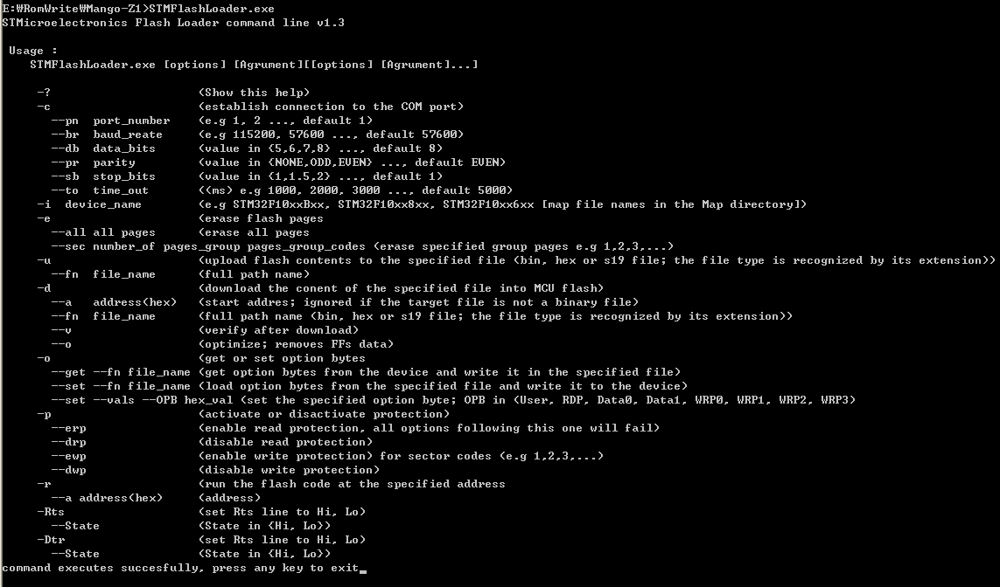 E:₩RomWrite₩Mango-Z1>STMFlashLoader.exe
STMicroelectronics Flash Loader command line v1.3
Usage :
STMFlashLoader.exe [options] [Agrument][[options] [Agrument]...]
-? (Show this help)
-c (establish connection to the COM port)
--pn port_number (e.g 1, 2 ..., default 1)
--br baud_reate (e.g 115200, 57600 ..., default 57600)
--db data_bits (value in {5,6,7,8} ..., default 8)
--pr parity (value in {NONE,ODD,EVEN} ..., default EVEN)
--sb stop_bits (value in {1,1.5,2} ..., default 1)
--to time_out ((ms) e.g 1000, 2000, 3000 ..., default 5000)
-i device_name (e.g STM32F10xxBxx, STM32F10xx8xx, STM32F10xx6xx [map file names in the Map directory])
-e (erase flash pages
--all all pages (erase all pages
--sec number_of pages_group pages_group_codes (erase specified group pages e.g 1,2,3,...)
-u (upload flash contents to the specified file (bin, hex or s19 file; the file type is recognized by its extension))
--fn file_name (full path name)
-d (download the conent of the specified file into MCU flash)
--a address(hex) (start addres; ignored if the target file is not a binary file)
--fn file_name (full path name (bin, hex or s19 file; the file type is recognized by its extension))
--v (verify after download)
--o (optimize; removes FFs data)
-o (get or set option bytes
--get --fn file_name (get option bytes from the device and write it in the specified file)
--set --fn file_name (load option bytes from the specified file and write it to the device)
--set --vals --OPB hex_val (set the specified option byte; OPB in (User, RDP, Data0, Data1, WRP0, WRP1, WRP2, WRP3)
-p (activate or disactivate protection)
--erp (enable read protection, all options following this one will fail)
--drp (disable read protection)
--ewp (enable write protection) for sector codes (e.g 1,2,3,...)
--dwp (disable write protection)
-r (run the flash code at the specified address
--a address(hex) (address)
-Rts (set Rts line to Hi, Lo)
--State (State in {Hi, Lo})
-Dtr (set Rts line to Hi, Lo)
--State (State in {Hi, Lo})
command executes succesfully, press any key to exit_